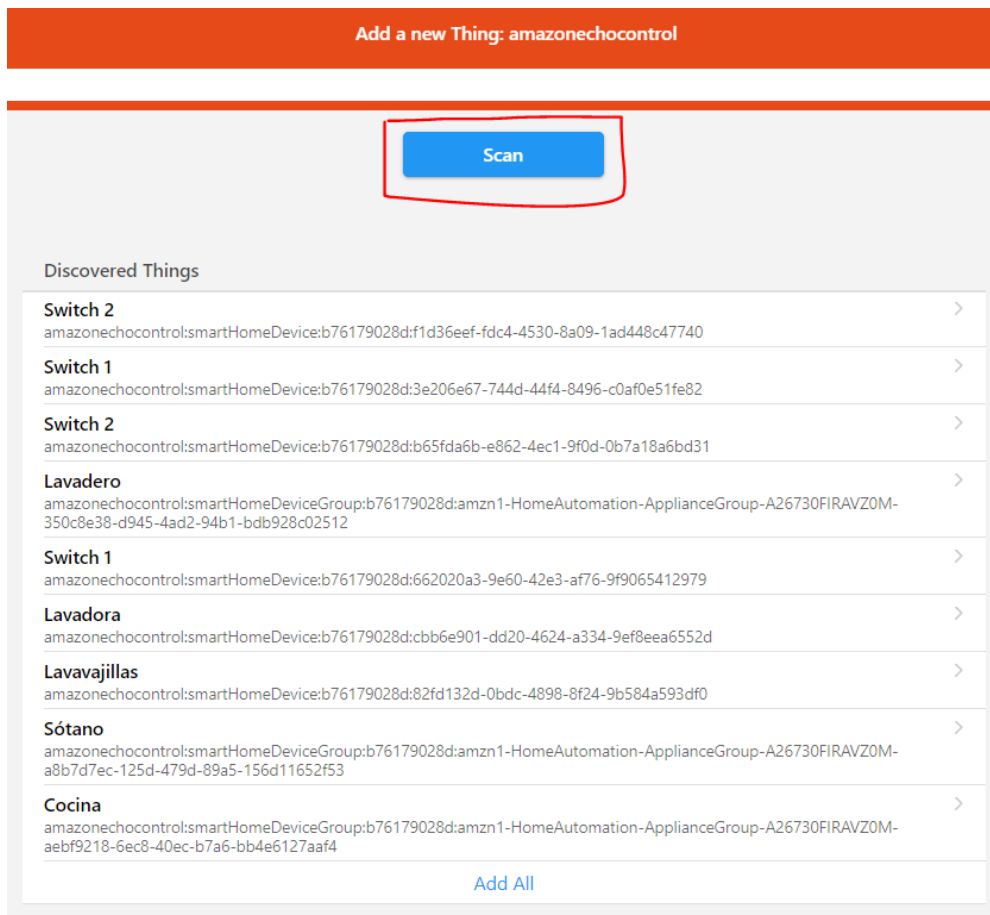 Add a new Thing: amazonechocontrol
Scan
Discovered Things
Switch 2
amazonechocontrol:smartHomeDevice:b76179028d:f1d36eef-fdc4-4530-8a09-1ad448c47740
Switch 1
amazonechocontrol:smartHomeDevice:b76179028d:3e206e67-744d-44f4-8496-c0af0e51fe82
Switch 2
amazonechocontrol:smartHomeDevice:b76179028d:b65fda6b-e862-4ec1-9f0d-0b7a18a6bd31
Lavadero
amazonechocontrol:smartHomeDeviceGroup:b76179028d:amzn1-HomeAutomation-ApplianceGroup-A26730FIRAVZ0M-
350c8e38-d945-4ad2-94b1-bdb928c02512
Switch 1
amazonechocontrol:smartHomeDevice:b76179028d:662020a3-9e60-42e3-af76-9f9065412979
Lavadora
amazonechocontrol:smartHomeDevice:b76179028d:cbb6e901-dd20-4624-a334-9ef8eea6552d
Lavavajillas
amazonechocontrol:smartHomeDevice:b76179028d:82fd132d-0bdc-4898-8f24-9b584a593df0
Sótano
amazonechocontrol:smartHomeDeviceGroup:b76179028d:amzn1-HomeAutomation-ApplianceGroup-A26730FIRAVZ0M-
a8b7d7ec-125d-479d-89a5-156d11652f53
Cocina
amazonechocontrol:smartHomeDeviceGroup:b76179028d:amzn1-HomeAutomation-ApplianceGroup-A26730FIRAVZ0M-
aebf9218-6ec8-40ec-b7a6-bb4e6127aaf4
Add All